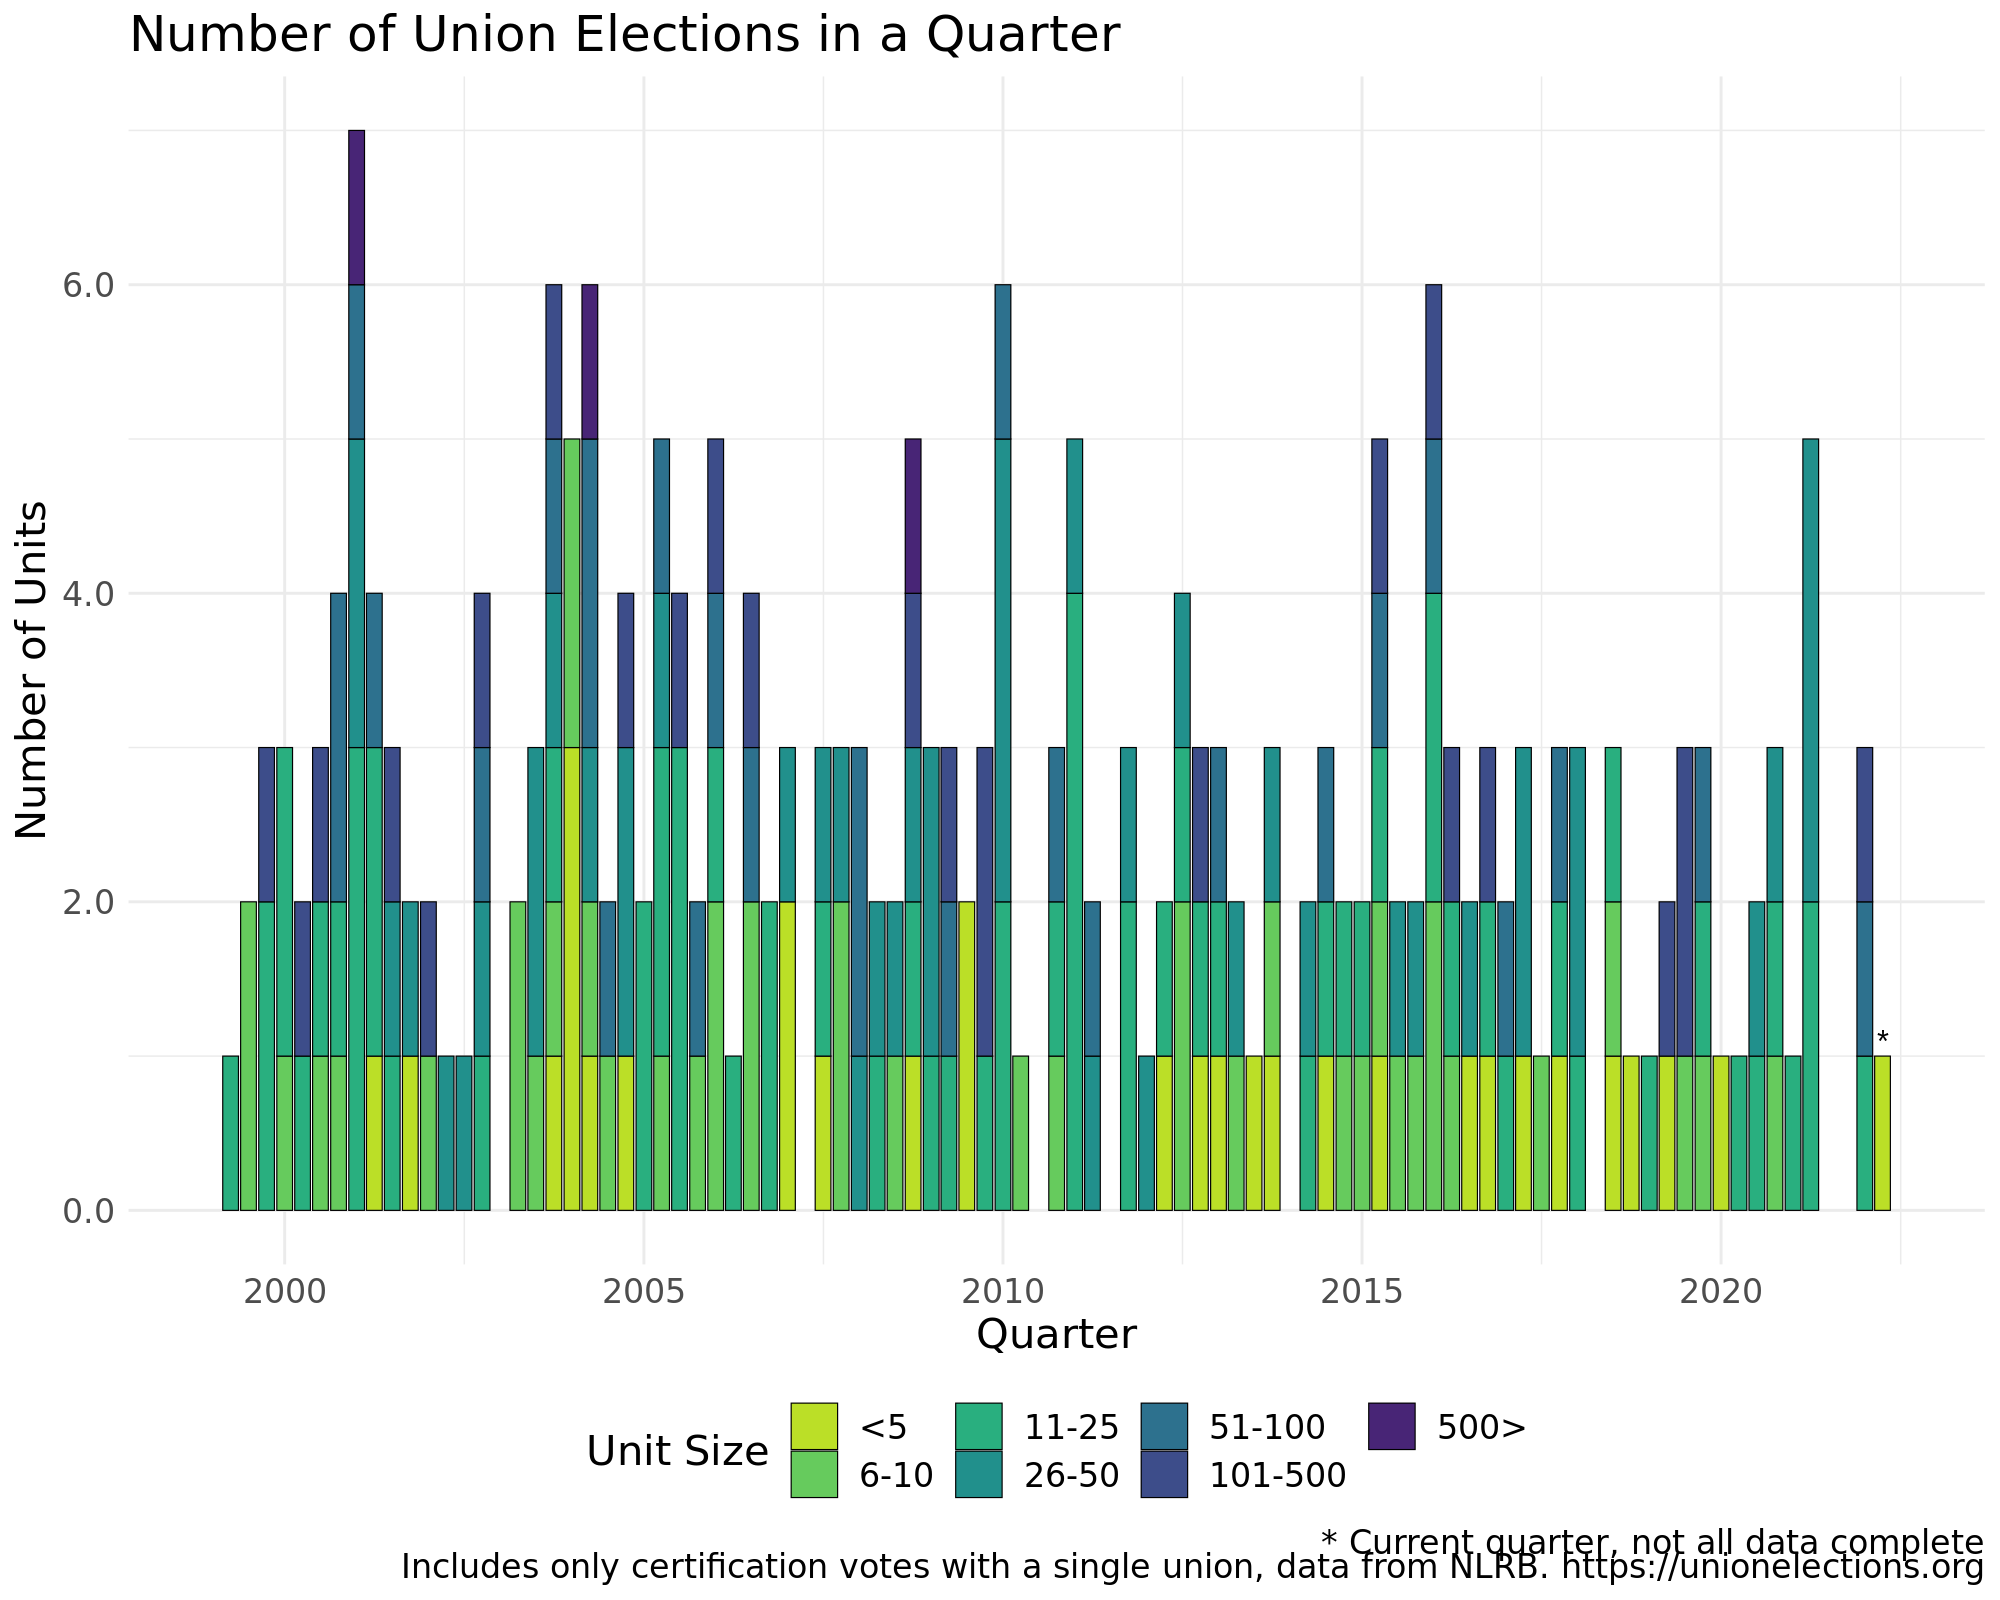 Number of Union Elections in a Quarter
Number of Units
6.0
4.0
2.0
0.0
*
2000 2005 2010 2015 2020
Quarter
Unit Size
<5 11-25 51-100 500>
6-10 26-50 101-500
* Current quarter, not all data complete
Includes only certification votes with a single union, data from NLRB. https://unionelections.org